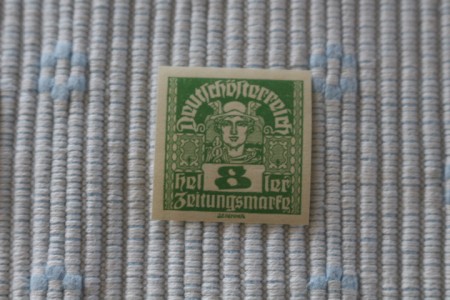 Deutschösterreich
hel 8 ler
Zeitungsmarke